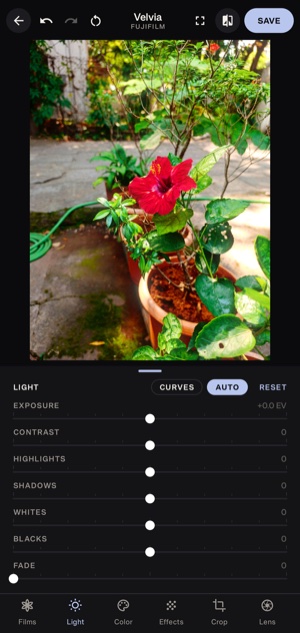 Velvia
FUJIFILM
SAVE
LIGHT
CURVES
AUTO
RESET
EXPOSURE
+0.0 EV
CONTRAST
0
HIGHLIGHTS
0
SHADOWS
0
WHITES
0
BLACKS
0
FADE
0
Films
Light
Color
Effects
Crop
Lens